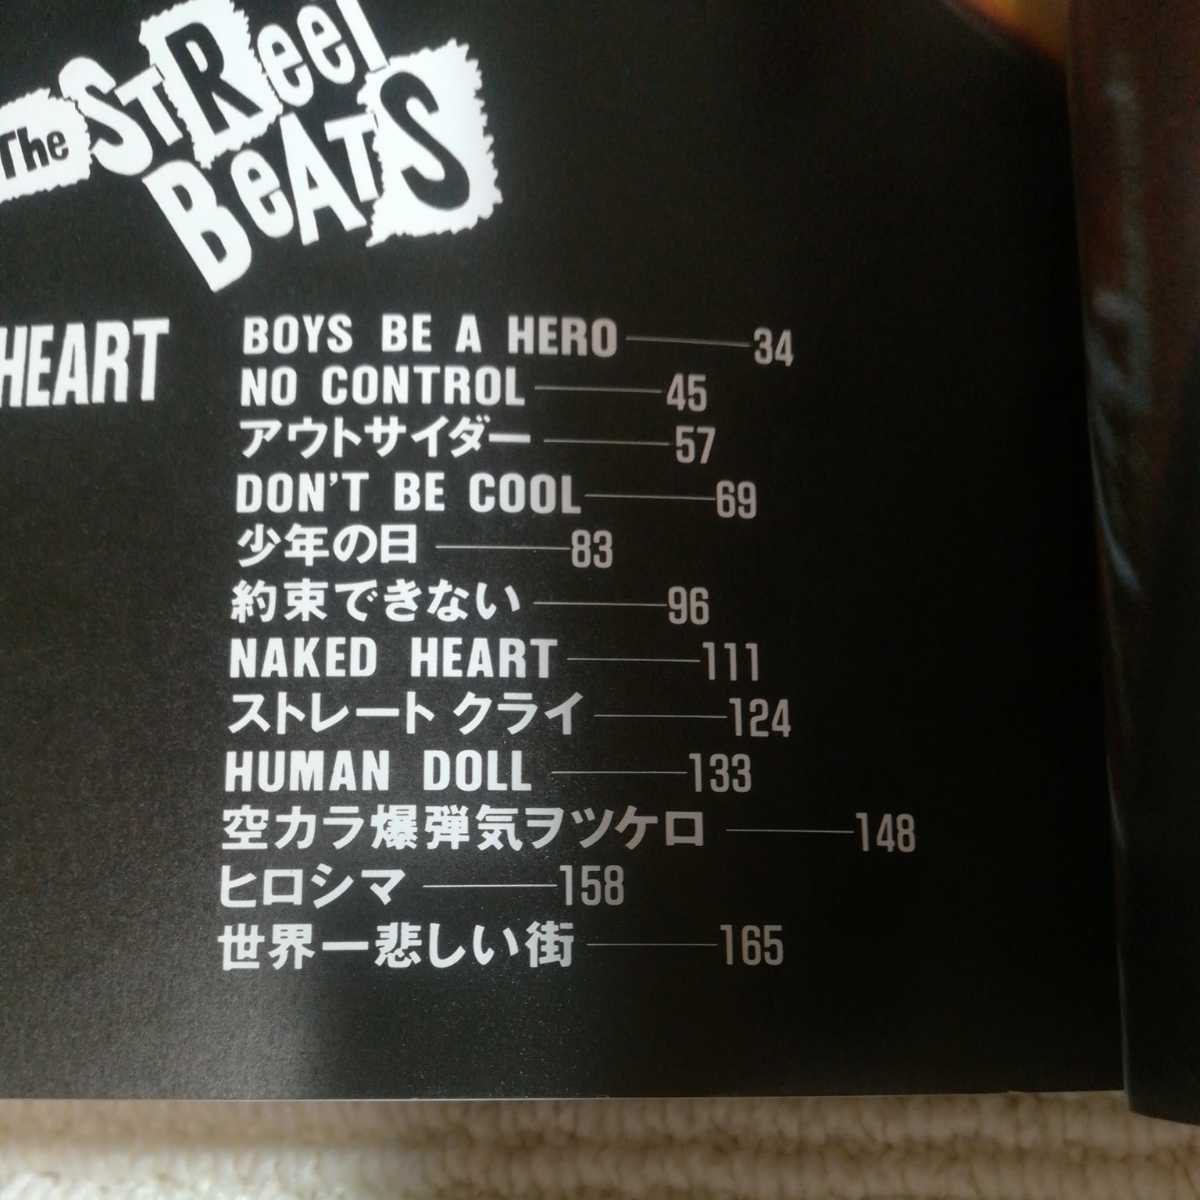 The STReeT
BeATS
HEART
BOYS BE A HERO 34
NO CONTROL 45
アウトサイダー 57
DON'T BE COOL 69
少年の日 83
約束できない 96
NAKED HEART 111
ストレート クライ 124
HUMAN DOLL 133
空カラ爆弾気ヲツケロ 148
ヒロシマ 158
世界一悲しい街 165